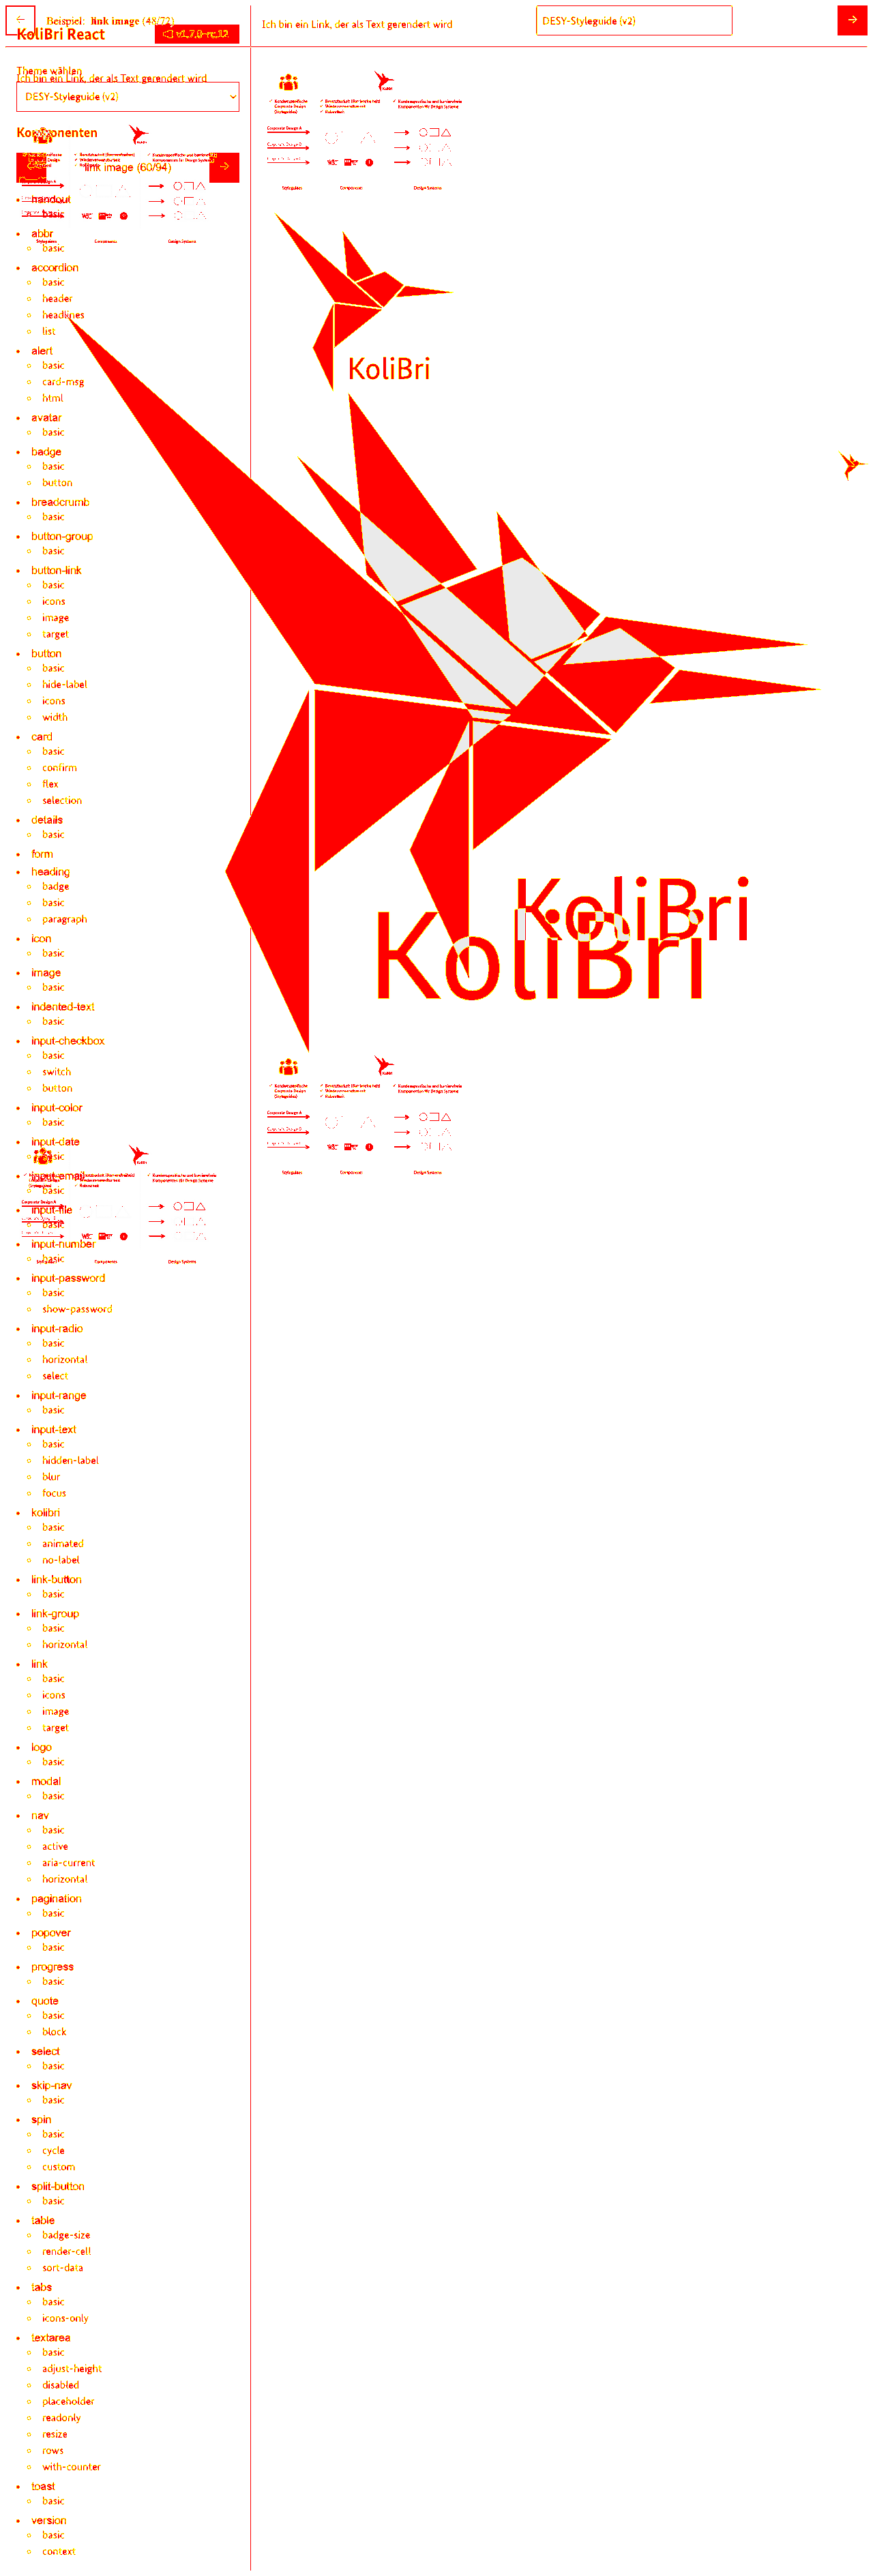 Beispiel: link image (48/72)
KoliBri React
v1.7.0-rc.12
Ich bin ein Link, der als Text gerendert wird
DESY-Styleguide (v2)
Theme wählen
Ich bin ein Link, der als Text gerendert wird
DESY-Styleguide (v2)
Komponenten
link image (60/94)
handout
basic
abbr
basic
accordion
basic
header
headlines
list
alert
basic
card-msg
html
avatar
basic
badge
basic
button
breadcrumb
basic
button-group
basic
button-link
basic
icons
image
target
button
basic
hide-label
icons
width
card
basic
confirm
flex
selection
details
basic
form
heading
badge
basic
paragraph
icon
basic
image
basic
indented-text
basic
input-checkbox
basic
switch
button
input-color
basic
input-date
basic
input-email
basic
input-file
basic
input-number
basic
input-password
basic
show-password
input-radio
basic
horizontal
select
input-range
basic
input-text
basic
hidden-label
blur
focus
kolibri
basic
animated
no-label
link-button
basic
link-group
basic
horizontal
link
basic
icons
image
target
logo
basic
modal
basic
nav
basic
active
aria-current
horizontal
pagination
basic
popover
basic
progress
basic
quote
basic
block
select
basic
skip-nav
basic
spin
basic
cycle
custom
split-button
basic
table
badge-size
render-cell
sort-data
tabs
basic
icons-only
textarea
basic
adjust-height
disabled
placeholder
readonly
resize
rows
with-counter
toast
basic
version
basic
context
KoliBri
KoliBri
KoliBri